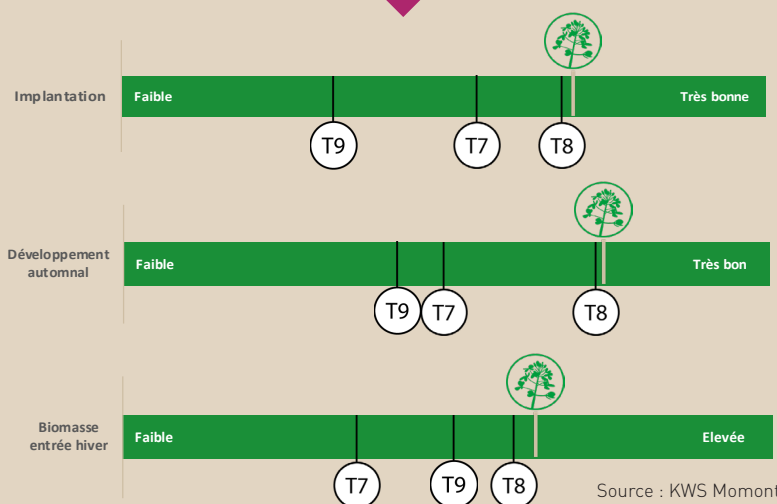 Implantation
Faible
Très bonne
T9
T7
T8
Développement
automnal
Faible
Très bon
T9
T7
T8
Biomasse
entrée hiver
Faible
Elevée
T7
T9
T8
Source : KWS Momont